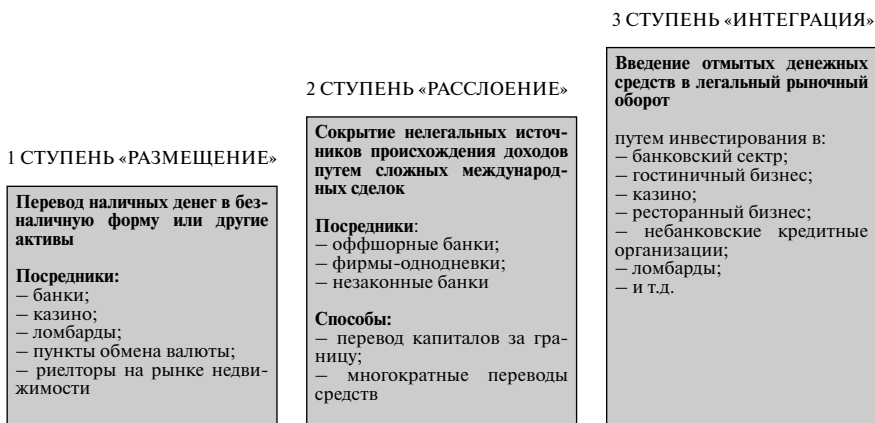 1 СТУПЕНЬ «РАЗМЕЩЕНИЕ»
Перевод наличных денег в без-
наличную форму или другие
активы
Посредники:
– банки;
– казино;
– ломбарды;
– пункты обмена валюты;
– риелторы на рынке недви-
жимости
2 СТУПЕНЬ «РАССЛОЕНИЕ»
Сокрытие нелегальных источ-
ников происхождения доходов
путем сложных международ-
ных сделок
Посредники:
– оффшорные банки;
– фирмы-однодневки;
– незаконные банки
Способы:
– перевод капиталов за гра-
ницу;
– многократные переводы
средств
3 СТУПЕНЬ «ИНТЕГРАЦИЯ»
Введение отмытых денежных
средств в легальный рыночный
оборот
путем инвестирования в:
– банковский сектр;
– гостиничный бизнес;
– казино;
– ресторанный бизнес;
– небанковские кредитные
организации;
– ломбарды;
– и т.д.